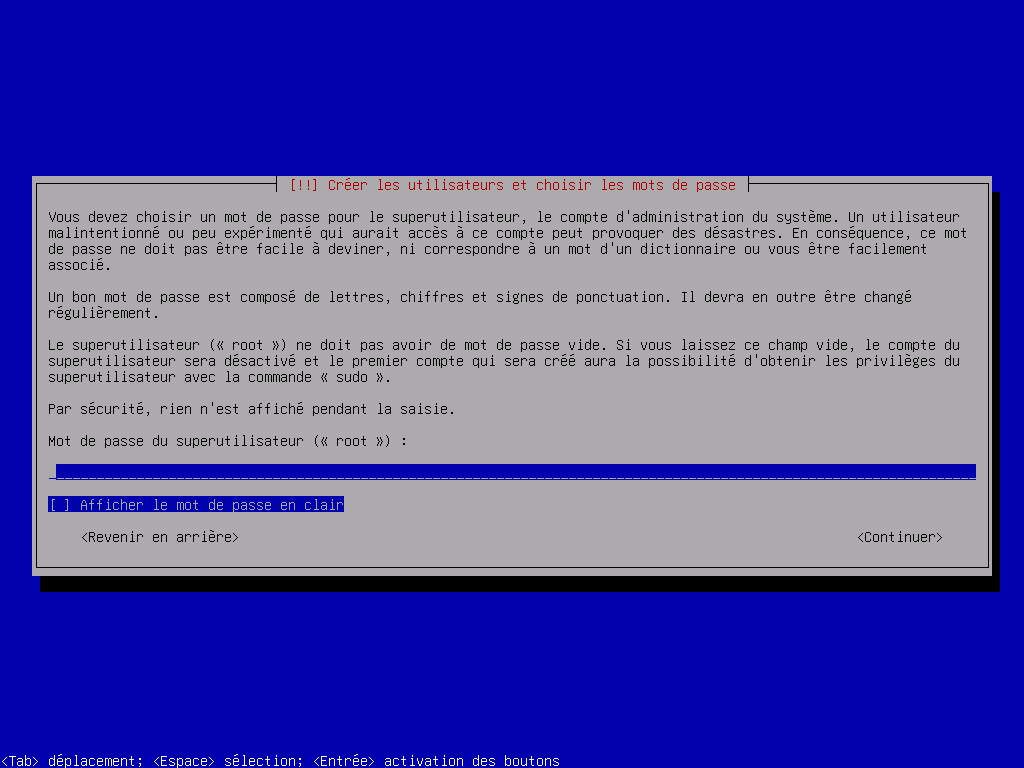 [!!] Créer les utilisateurs et choisir les mots de passe
Vous devez choisir un mot de passe pour le superutilisateur, le compte d'administration du système. Un utilisateur
malintentionné ou peu expérimenté qui aurait accès à ce compte peut provoquer des désastres. En conséquence, ce mot
de passe ne doit pas être facile à deviner, ni correspondre à un mot d'un dictionnaire ou vous être facilement
associé.
Un bon mot de passe est composé de lettres, chiffres et signes de ponctuation. Il devra en outre être changé
régulièrement.
Le superutilisateur (« root ») ne doit pas avoir de mot de passe vide. Si vous laissez ce champ vide, le compte du
superutilisateur sera désactivé et le premier compte qui sera créé aura la possibilité d'obtenir les privilèges du
superutilisateur avec la commande « sudo ».
Par sécurité, rien n'est affiché pendant la saisie.
Mot de passe du superutilisateur (« root ») :
[ ] Afficher le mot de passe en clair
<Revenir en arrière> <Continuer>
<Tab> déplacement; <Espace> sélection; <Entrée> activation des boutons